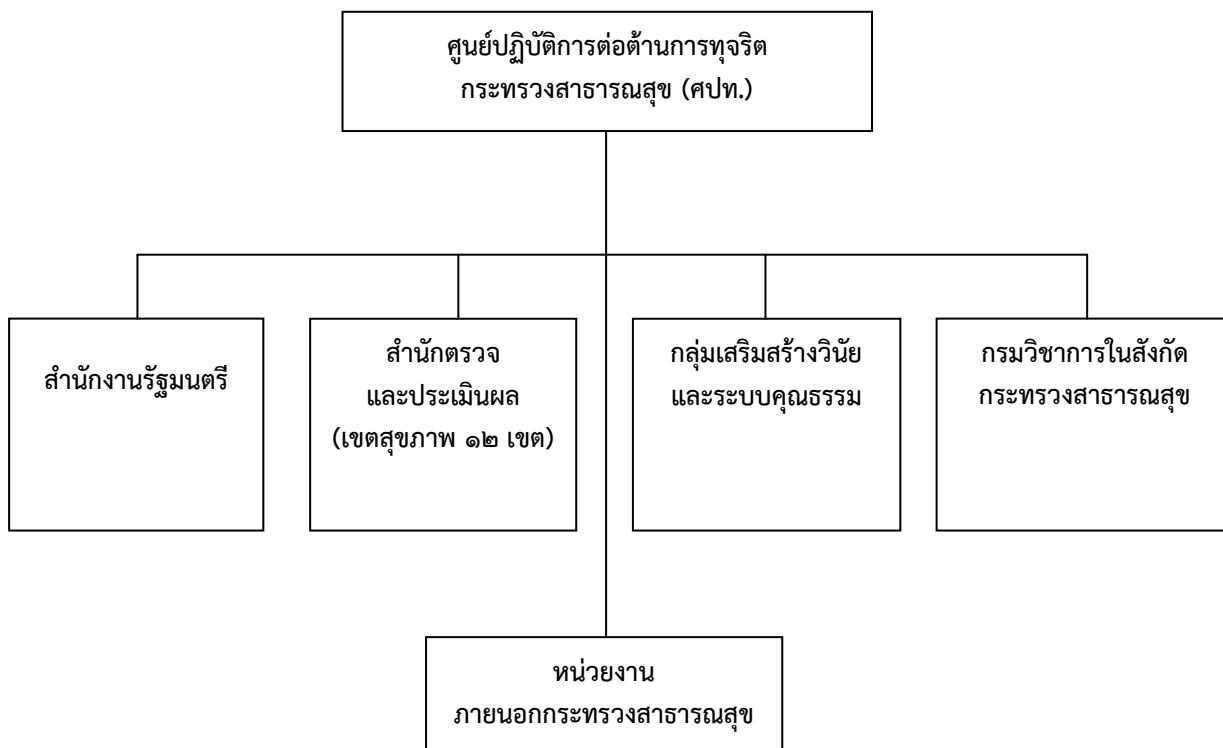 ศูนย์ปฏิบัติการต่อต้านการทุจริต
กระทรวงสาธารณสุข (ศปท.)
สำนักงานรัฐมนตรี
สำนักตรวจ
และประเมินผล
(เขตสุขภาพ ๑๒ เขต)
กลุ่มเสริมสร้างวินัย
และระบบคุณธรรม
กรมวิชาการในสังกัด
กระทรวงสาธารณสุข
หน่วยงาน
ภายนอกกระทรวงสาธารณสุข